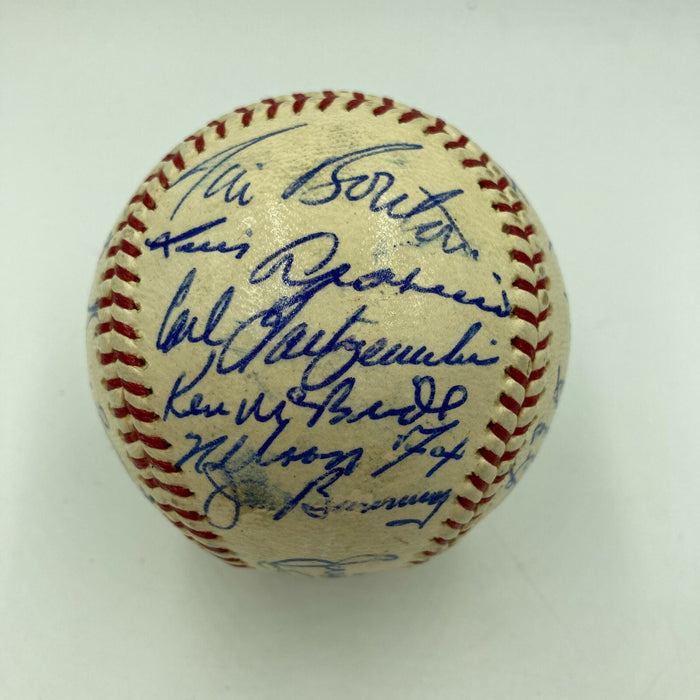 Jim Bouton
Luis Aparicio
Carl Yastrzemski
Ken McBride
Nelson Fox
Jim Bunning